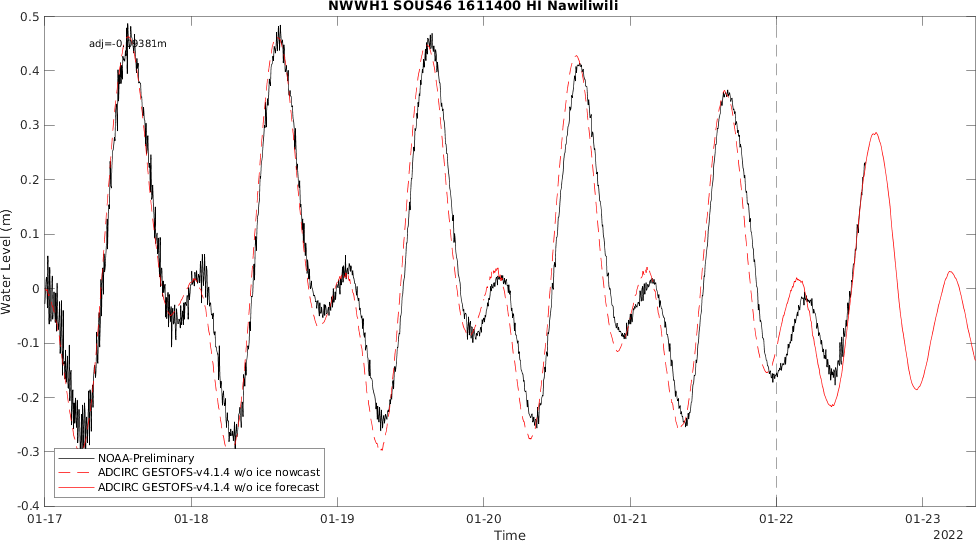 NWWH1 SOUS46 1611400 HI Nawiliwili
0.5
adj=-0.09381m
0.4
0.3
0.2
0.1
0
-0.1
-0.2
-0.3
-0.4
Water Level (m)
NOAA-Preliminary
ADCIRC GESTOFS-v4.1.4 w/o ice nowcast
ADCIRC GESTOFS-v4.1.4 w/o ice forecast
01-17
01-18
01-19
01-20
01-21
01-22
01-23
Time
2022